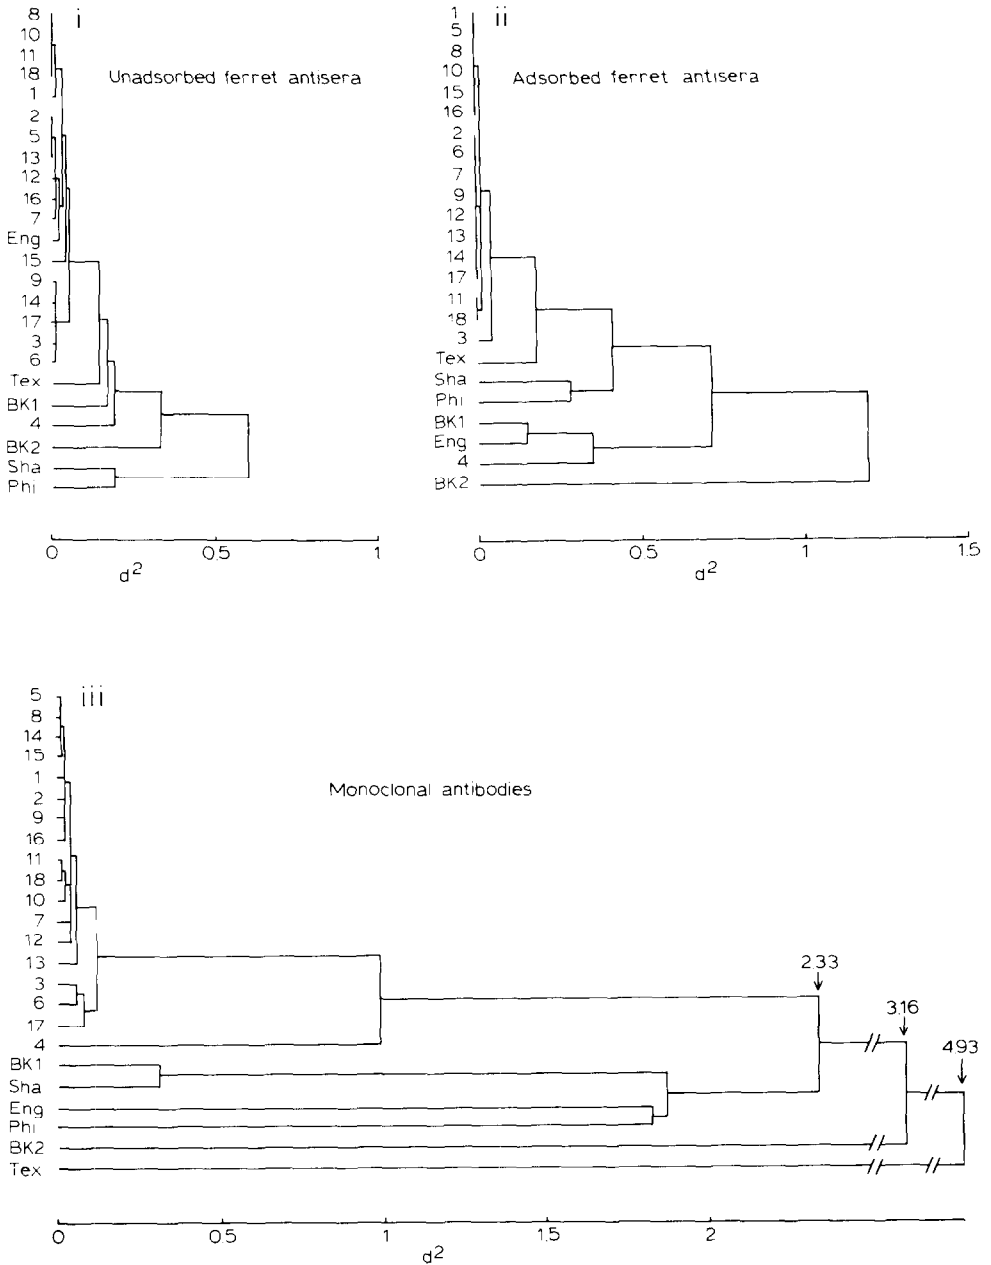 i
Unadsorbed ferret antisera
8
10
11
18
1
2
5
13
12
16
7
Eng
15
9
14
17
3
6
Tex
BK1
4
BK2
Sha
Phi
0
0.5
1
d²
ii
Adsorbed ferret antisera
1
5
8
10
15
16
2
6
7
9
12
13
14
17
11
18
3
Tex
Sha
Phi
BK1
Eng
4
BK2
0
0.5
1
1.5
d²
iii
Monoclonal antibodies
5
8
14
15
1
2
9
16
11
18
10
7
12
13
3
6
17
4
BK1
Sha
Eng
Phi
BK2
Tex
2.33
3.16
4.93
0
0.5
1
1.5
2
d²